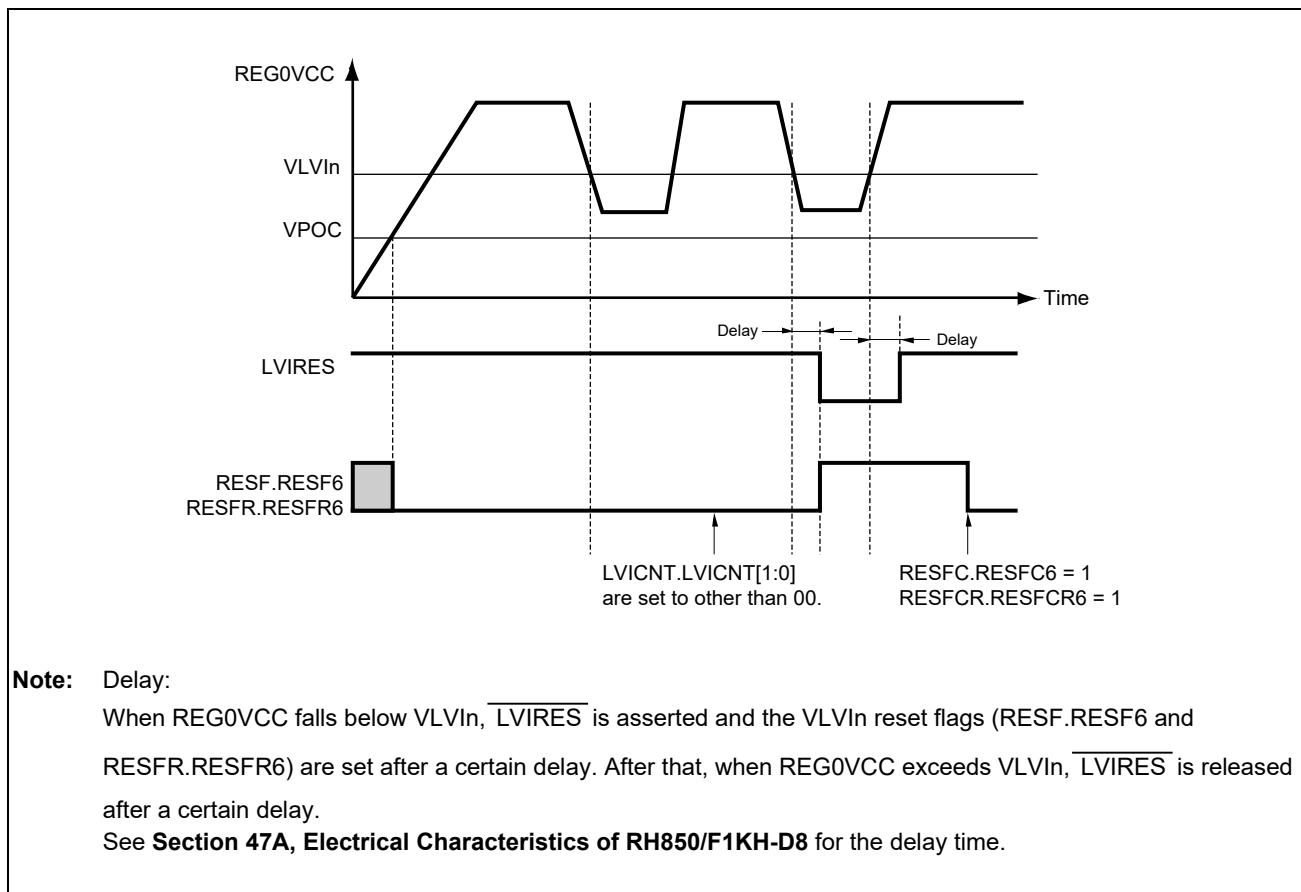 REG0VCC
VLVIn
VPOC
Time
Delay
Delay
LVIRES
RESF.RESF6
RESFR.RESFR6
LVICNT.LVICNT[1:0]
are set to other than 00.
RESFC.RESFC6 = 1
RESFCR.RESFCR6 = 1
Note: Delay:
When REG0VCC falls below VLVIn, LVIRES is asserted and the VLVIn reset flags (RESF.RESF6 and
RESFR.RESFR6) are set after a certain delay. After that, when REG0VCC exceeds VLVIn, LVIRES is released
after a certain delay.
See Section 47A, Electrical Characteristics of RH850/F1KH-D8 for the delay time.